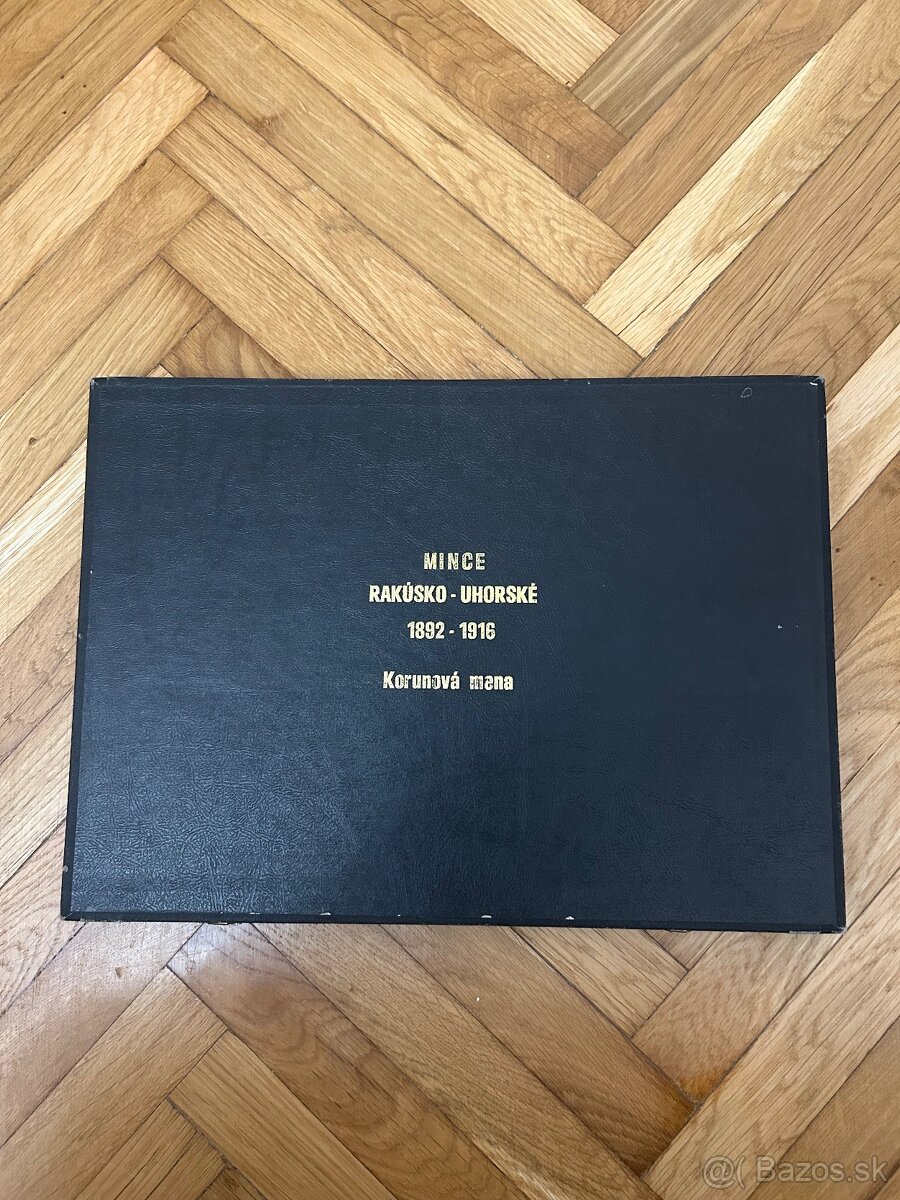 MINCE
RAKÚSKO - UHORSKÉ
1892 - 1916
Korunová mena
@( Bazos.sk